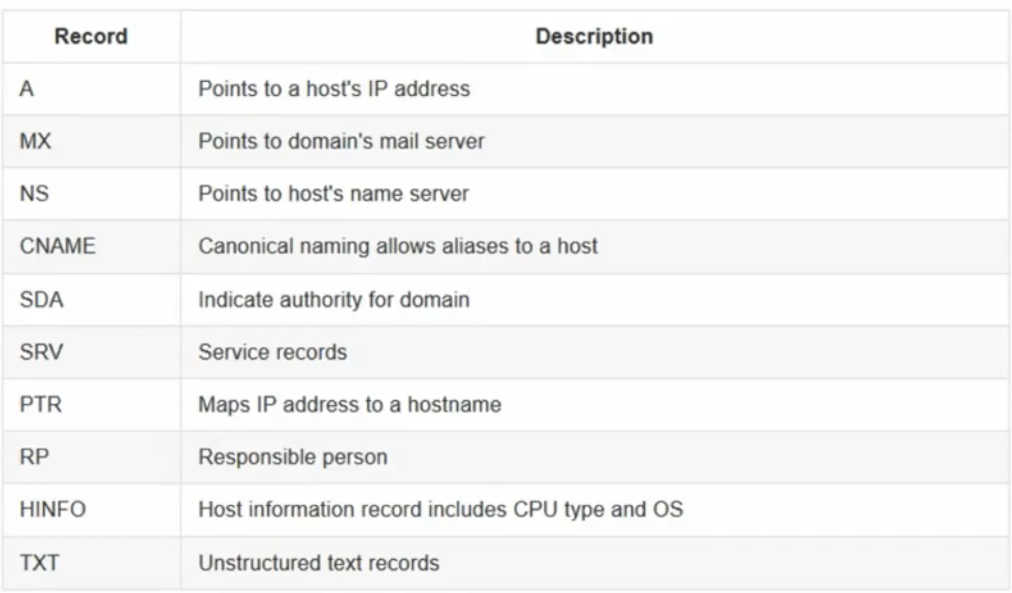 Record Description
A Points to a host's IP address
MX Points to domain's mail server
NS Points to host's name server
CNAME Canonical naming allows aliases to a host
SDA Indicate authority for domain
SRV Service records
PTR Maps IP address to a hostname
RP Responsible person
HINFO Host information record includes CPU type and OS
TXT Unstructured text records